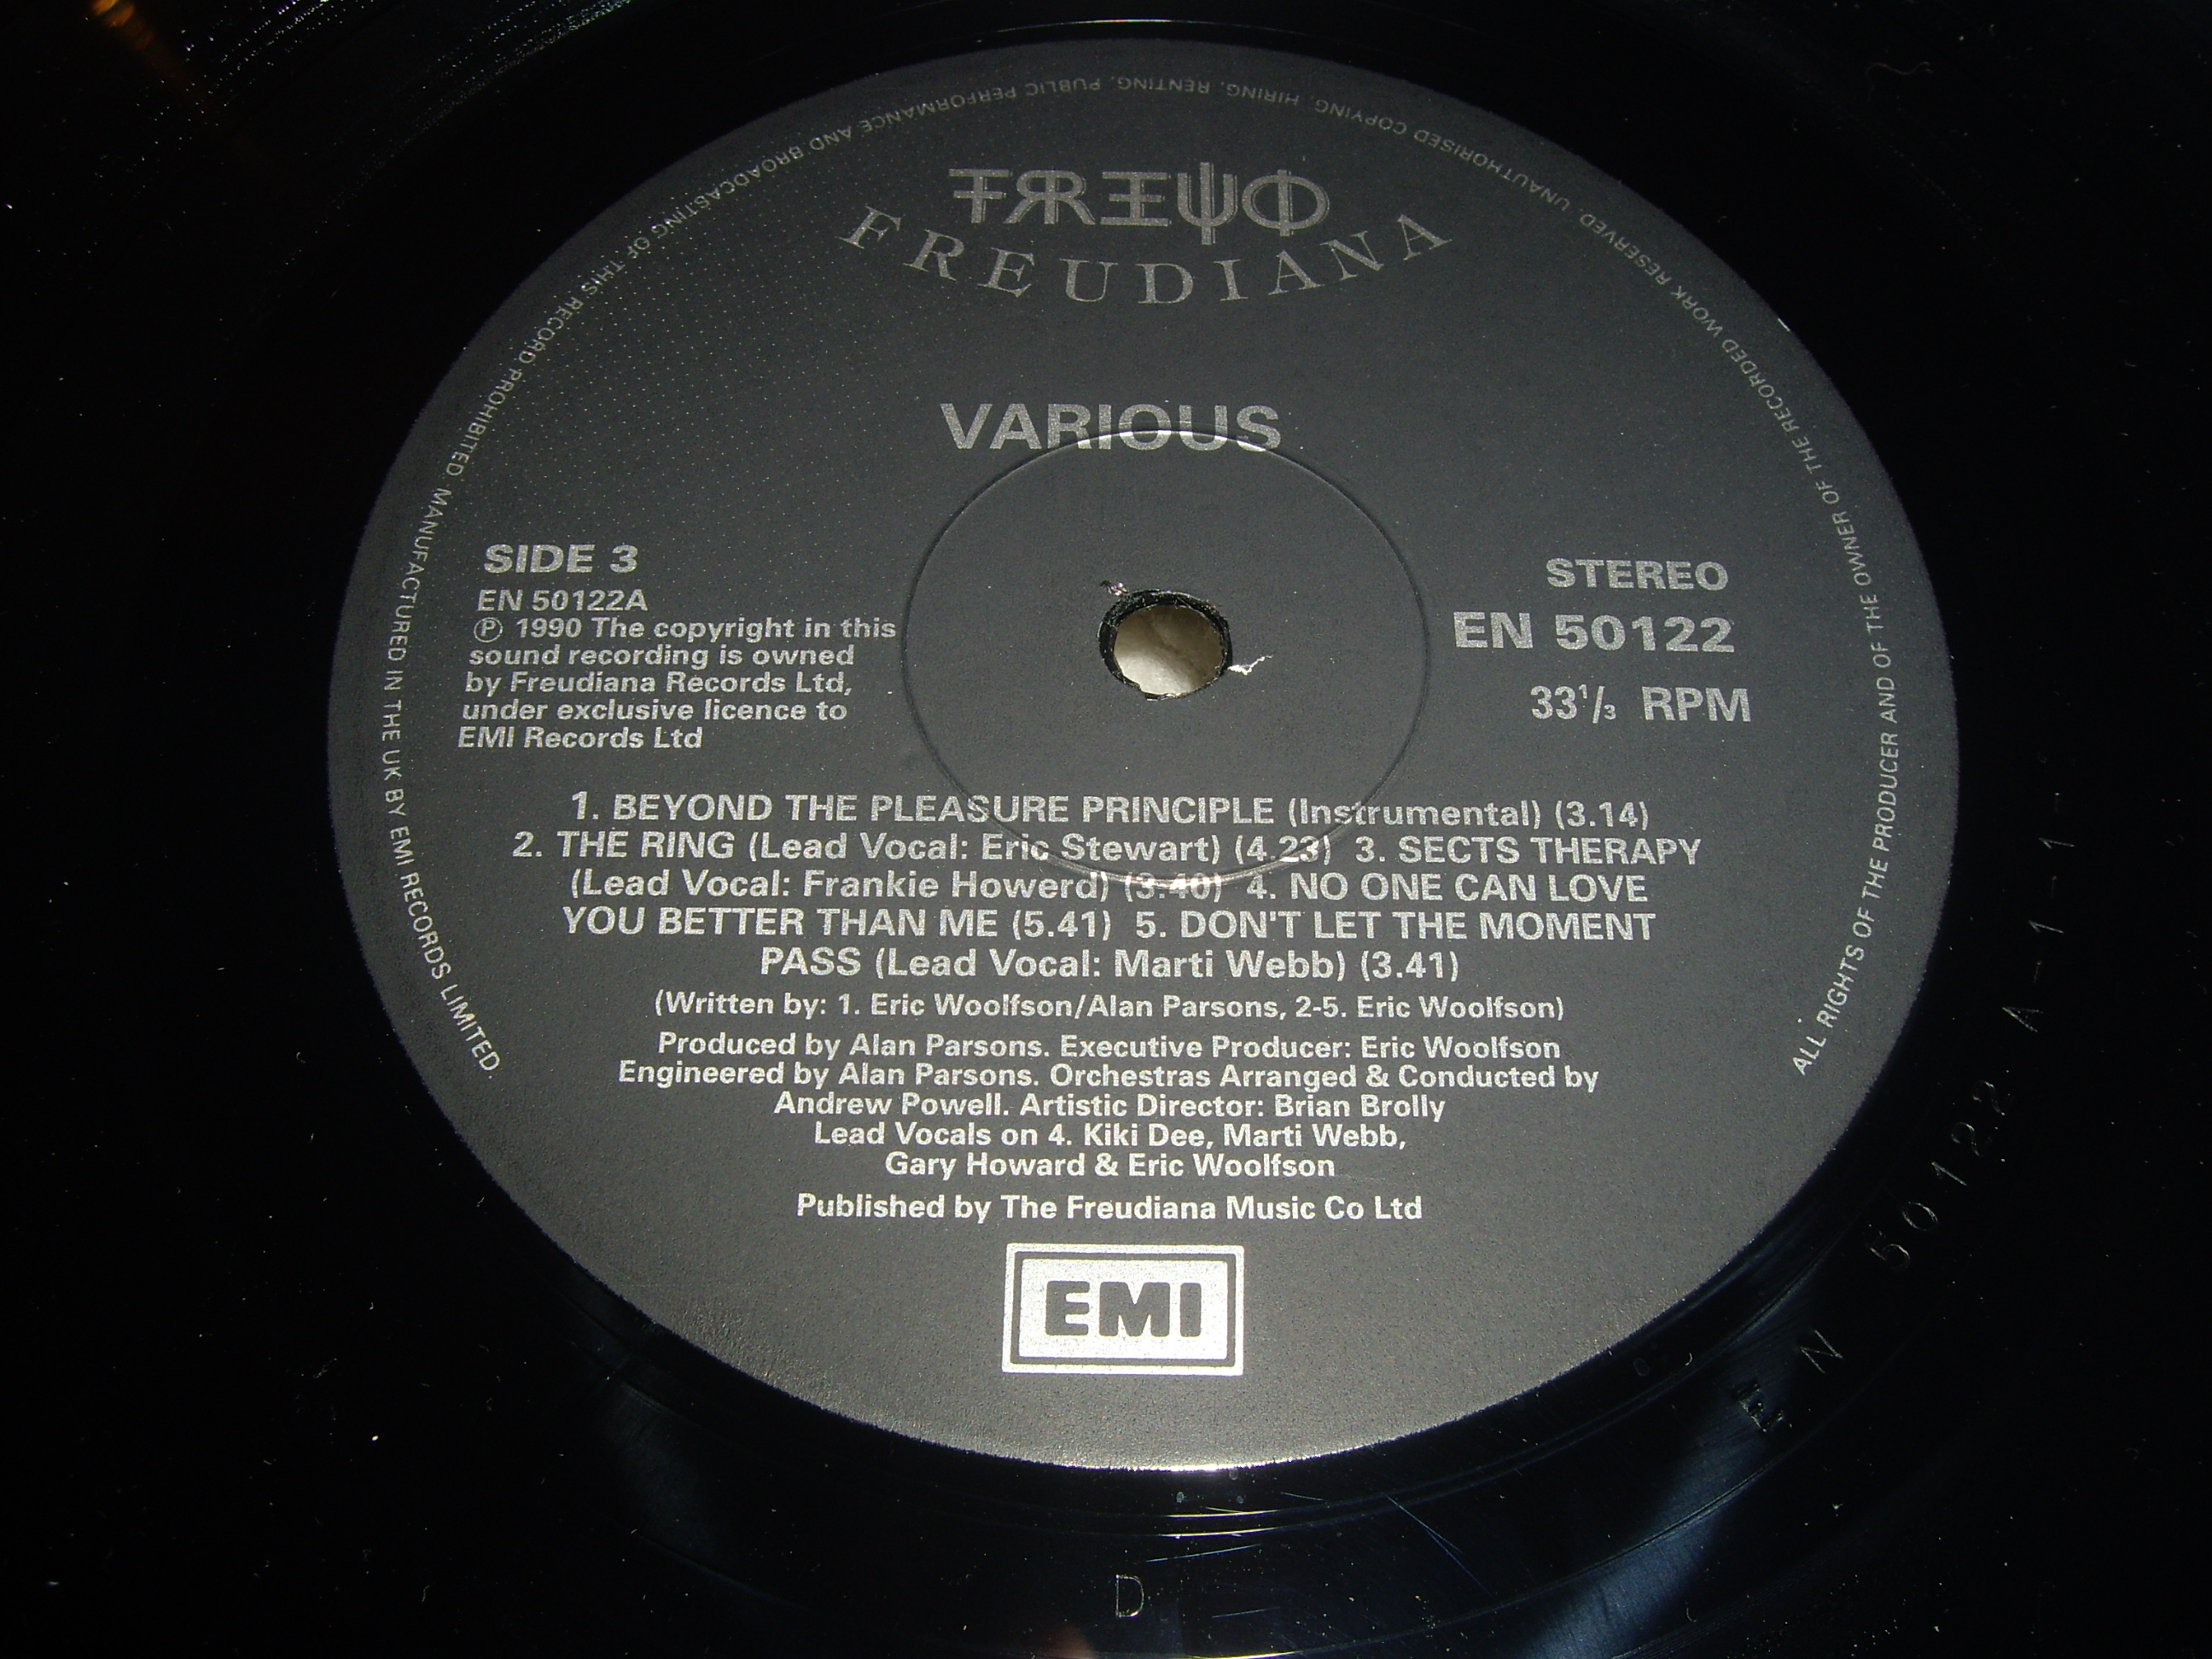 FREUD
FREUDIANA
VARIOUS
SIDE 3
EN 50122A
Ⓟ 1990 The copyright in this
sound recording is owned
by Freudiana Records Ltd,
under exclusive licence to
EMI Records Ltd
STEREO
EN 50122
33¹/₃ RPM
1. BEYOND THE PLEASURE PRINCIPLE (Instrumental) (3.14)
2. THE RING (Lead Vocal: Eric Stewart) (4.23) 3. SECTS THERAPY
(Lead Vocal: Frankie Howerd) (3.40) 4. NO ONE CAN LOVE
YOU BETTER THAN ME (5.41) 5. DON'T LET THE MOMENT
PASS (Lead Vocal: Marti Webb) (3.41)
(Written by: 1. Eric Woolfson/Alan Parsons, 2-5. Eric Woolfson)
Produced by Alan Parsons. Executive Producer: Eric Woolfson
Engineered by Alan Parsons. Orchestras Arranged & Conducted by
Andrew Powell. Artistic Director: Brian Brolly
Lead Vocals on 4. Kiki Dee, Marti Webb,
Gary Howard & Eric Woolfson
Published by The Freudiana Music Co Ltd
EMI
ALL RIGHTS OF THE PRODUCER AND OF THE OWNER OF THE RECORDED WORK RESERVED. UNAUTHORISED COPYING, HIRING, RENTING, PUBLIC PERFORMANCE AND BROADCASTING OF THIS RECORD PROHIBITED. MANUFACTURED IN THE UK BY EMI RECORDS LIMITED.
EN 50122 A-1-1-
D